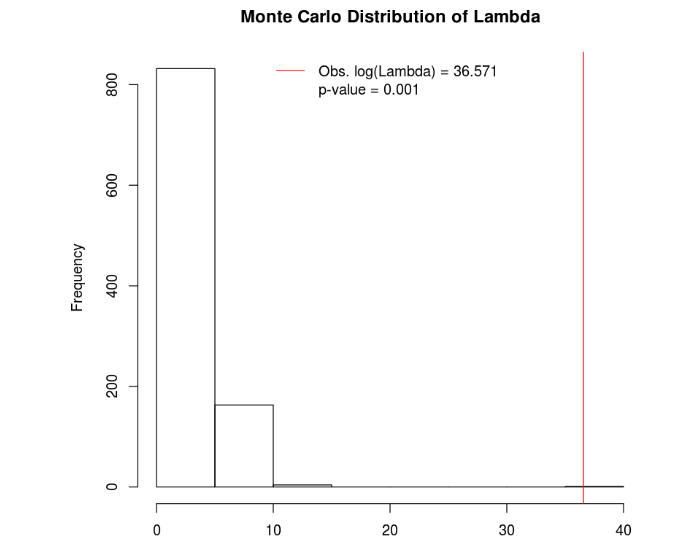 Monte Carlo Distribution of Lambda
Obs. log(Lambda) = 36.571
p-value = 0.001
Frequency
800
600
400
200
0
0 10 20 30 40